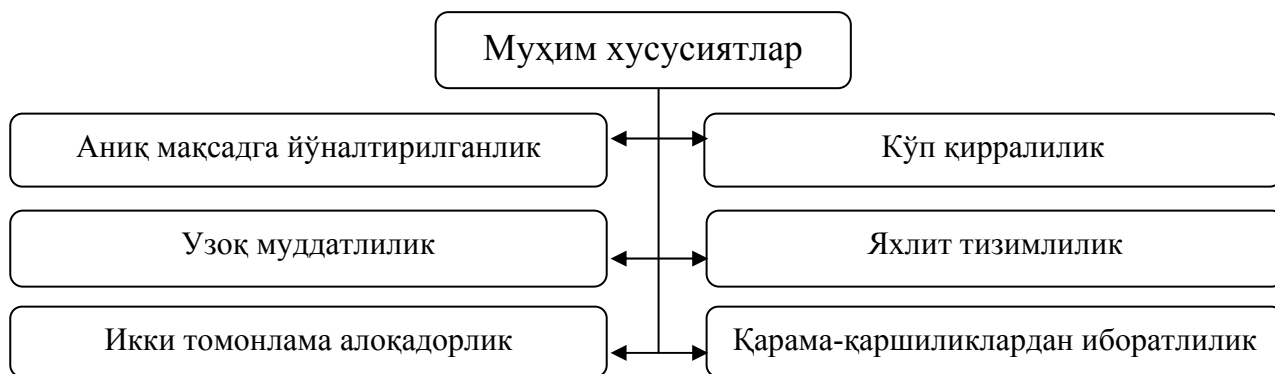 Муҳим хусусиятлар
Аниқ мақсадга йўналтирилганлик
Кўп қирралилик
Узоқ муддатлилик
Яхлит тизимлилик
Икки томонлама алоқадорлик
Қарама-қаршиликлардан иборатлилик